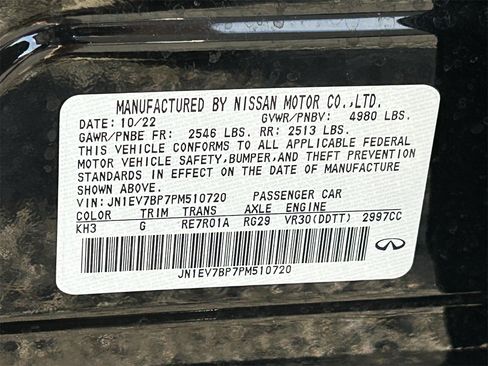 MANUFACTURED BY NISSAN MOTOR CO.,LTD.
DATE: 10/22 GVWR/PNBV: 4980 LBS.
GAWR/PNBE FR: 2546 LBS. RR: 2513 LBS.
THIS VEHICLE CONFORMS TO ALL APPLICABLE FEDERAL
MOTOR VEHICLE SAFETY,BUMPER,AND THEFT PREVENTION
STANDARDS IN EFFECT ON THE DATE OF MANUFACTURE
SHOWN ABOVE.
VIN: JN1EV7BP7PM510720 PASSENGER CAR
COLOR TRIM TRANS AXLE ENGINE
KH3 G RE7R01A RG29 VR30(DDTT) 2997CC
JN1EV7BP7PM510720